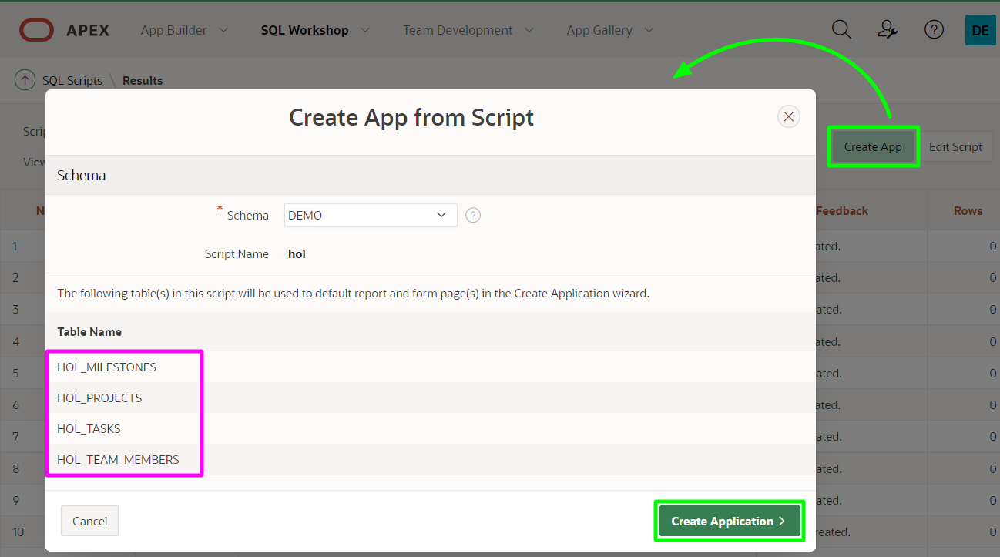 APEX App Builder SQL Workshop Team Development App Gallery DE
SQL Scripts \ Results
Create App from Script
Create App Edit Script
View
Schema
N Feedback Rows
* Schema DEMO
1 ated. 0
Script Name hol
2 ated. 0
The following table(s) in this script will be used to default report and form page(s) in the Create Application wizard.
3 ated. 0
Table Name
4 ated. 0
HOL_MILESTONES
5 ated. 0
HOL_PROJECTS
6 ated. 0
HOL_TASKS
7 ated. 0
HOL_TEAM_MEMBERS
8 ated. 0
9 ated. 0
Cancel Create Application
10 reated. 0